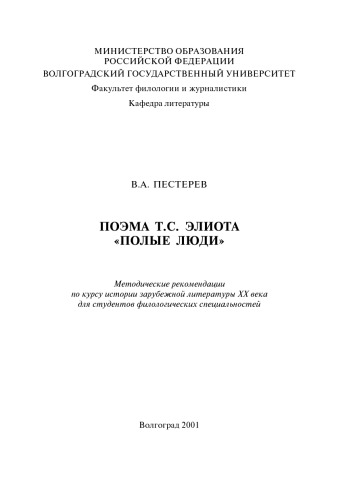 МИНИСТЕРСТВО ОБРАЗОВАНИЯ
РОССИЙСКОЙ ФЕДЕРАЦИИ
ВОЛГОГРАДСКИЙ ГОСУДАРСТВЕННЫЙ УНИВЕРСИТЕТ
Факультет филологии и журналистики
Кафедра литературы
В.А. ПЕСТЕРЕВ
ПОЭМА Т.С. ЭЛИОТА
«ПОЛЫЕ ЛЮДИ»
Методические рекомендации
по курсу истории зарубежной литературы XX века
для студентов филологических специальностей
Волгоград 2001